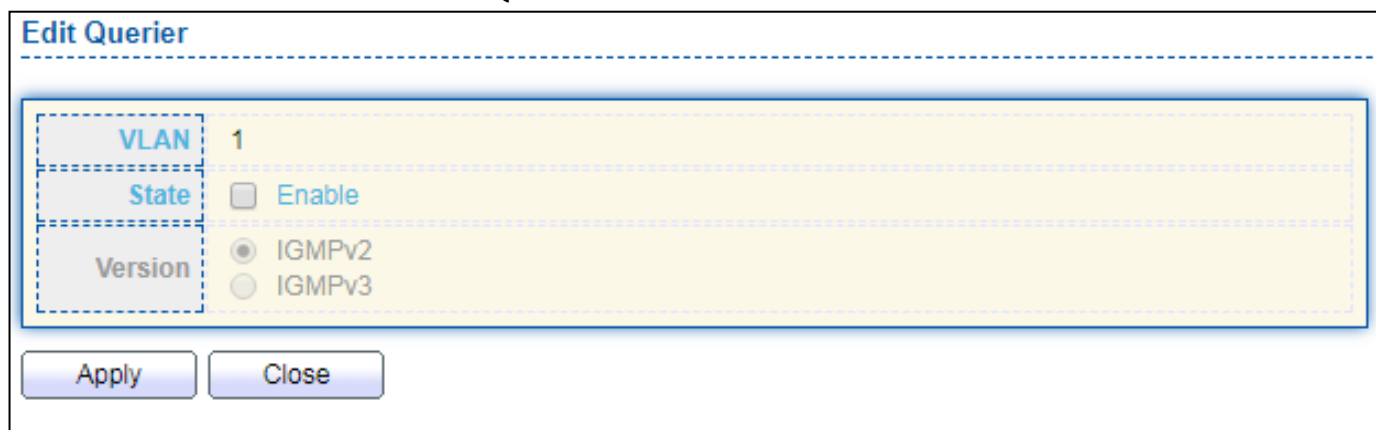 Edit Querier
VLAN 1
State Enable
Version IGMPv2
IGMPv3
Apply Close